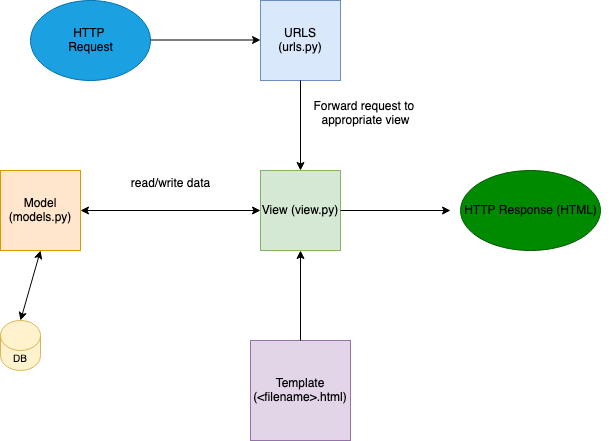 HTTP
Request
URLS
(urls.py)
Forward request to
appropriate view
Model
(models.py)
read/write data
View (view.py)
HTTP Response (HTML)
DB
Template
(<filename>.html)